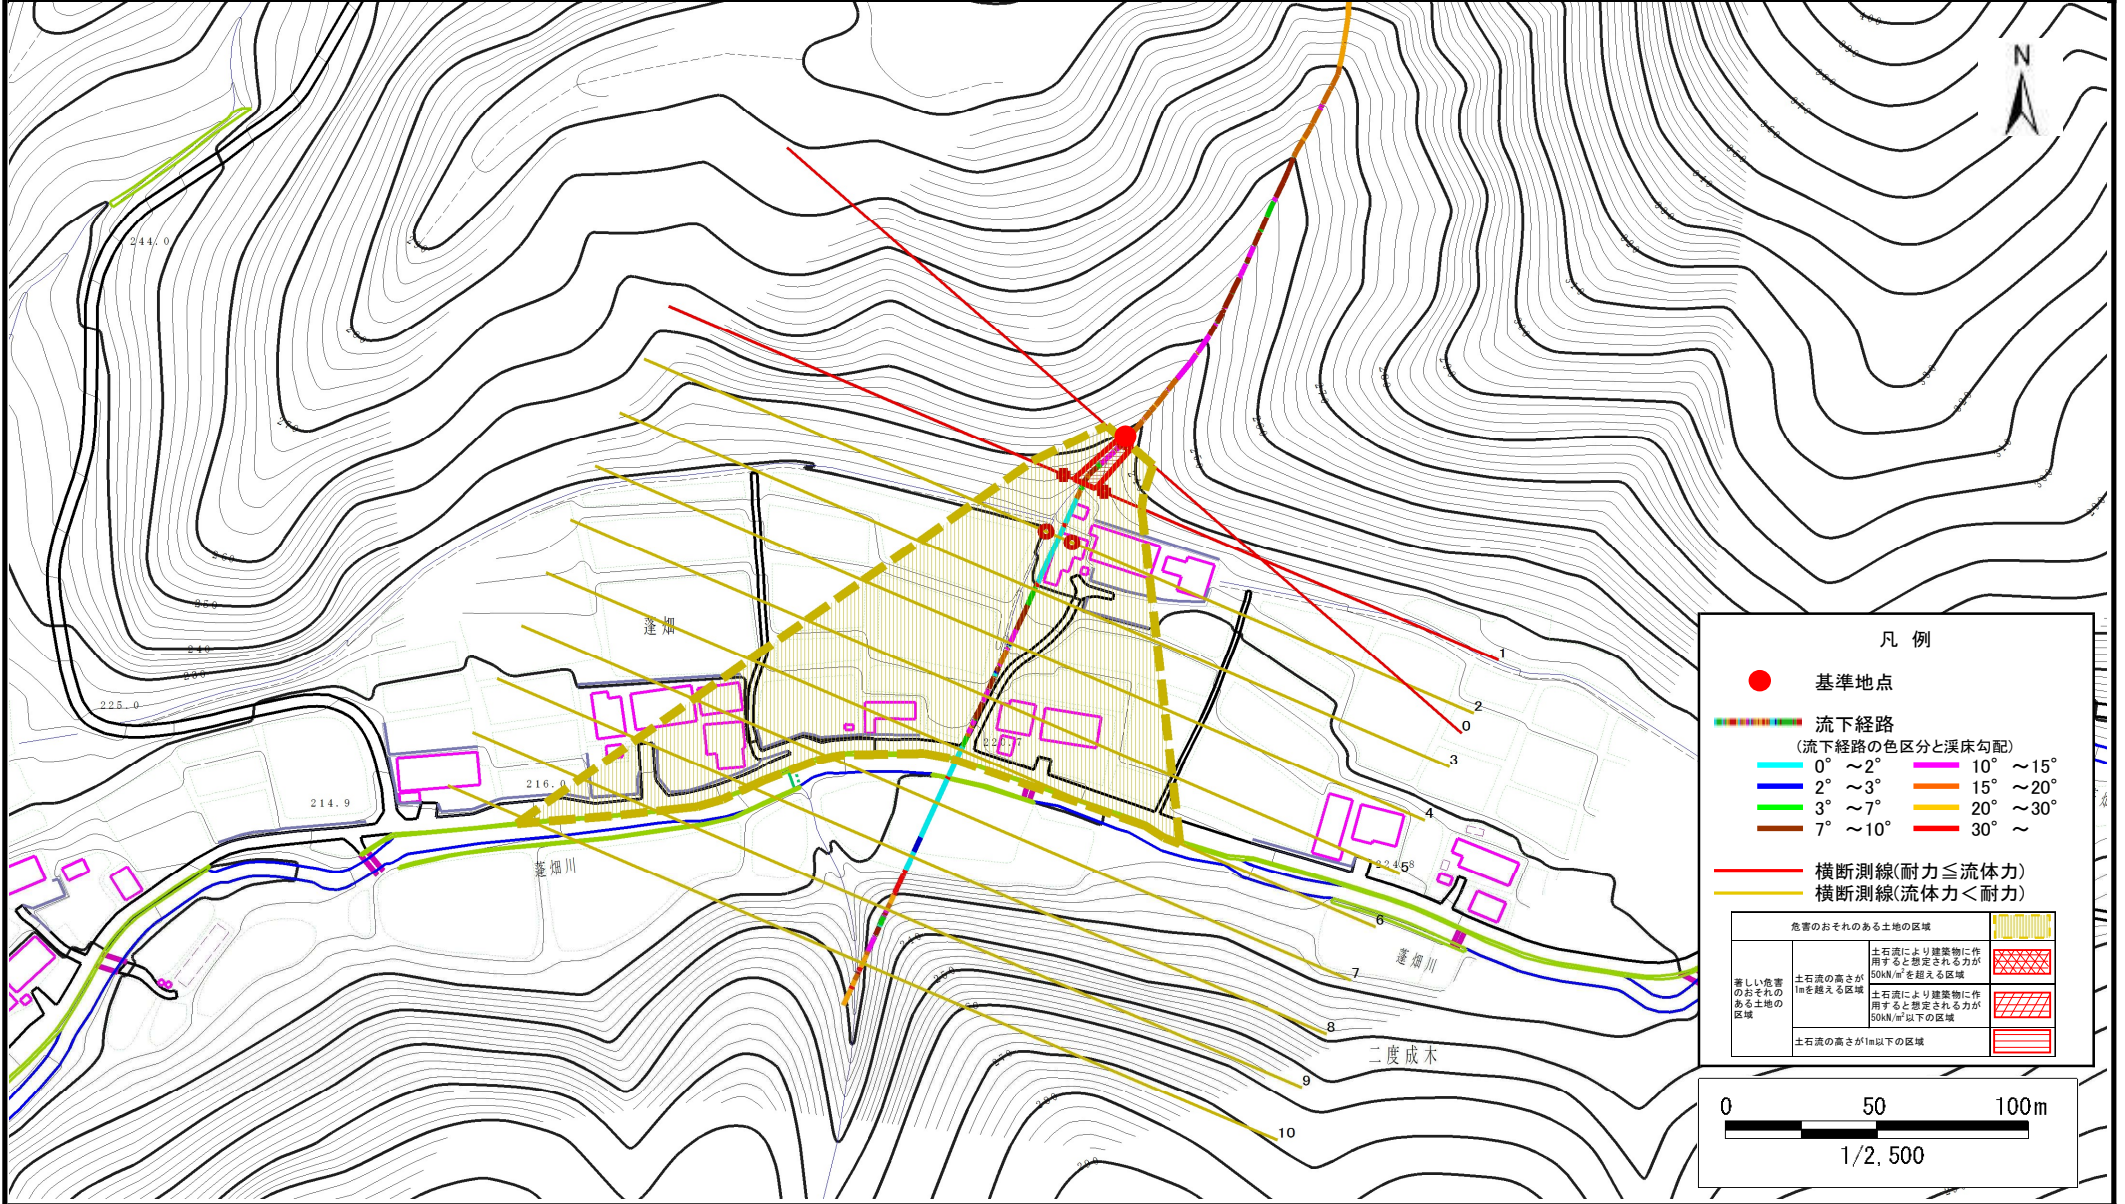 N
244.0
225.0
蓬畑
216.0
214.9
220.7
224.8
蓬畑川
蓬畑川
二度成木
260
250
240
230
0
1
2
3
4
5
6
7
8
9
10
凡 例
基準地点
流下経路
(流下経路の色区分と渓床勾配)
0° ～2° 10° ～15°
2° ～3° 15° ～20°
3° ～7° 20° ～30°
7° ～10° 30° ～
横断測線(耐力≦流体力)
横断測線(流体力＜耐力)
危害のおそれのある土地の区域
著しい危害
のおそれの
ある土地の
区域
土石流の高さが
1mを越える区域
土石流により建築物に作
用すると想定される力が
50kN/m²を超える区域
土石流により建築物に作
用すると想定される力が
50kN/m²以下の区域
土石流の高さが1m以下の区域
0 50 100m
1/2,500